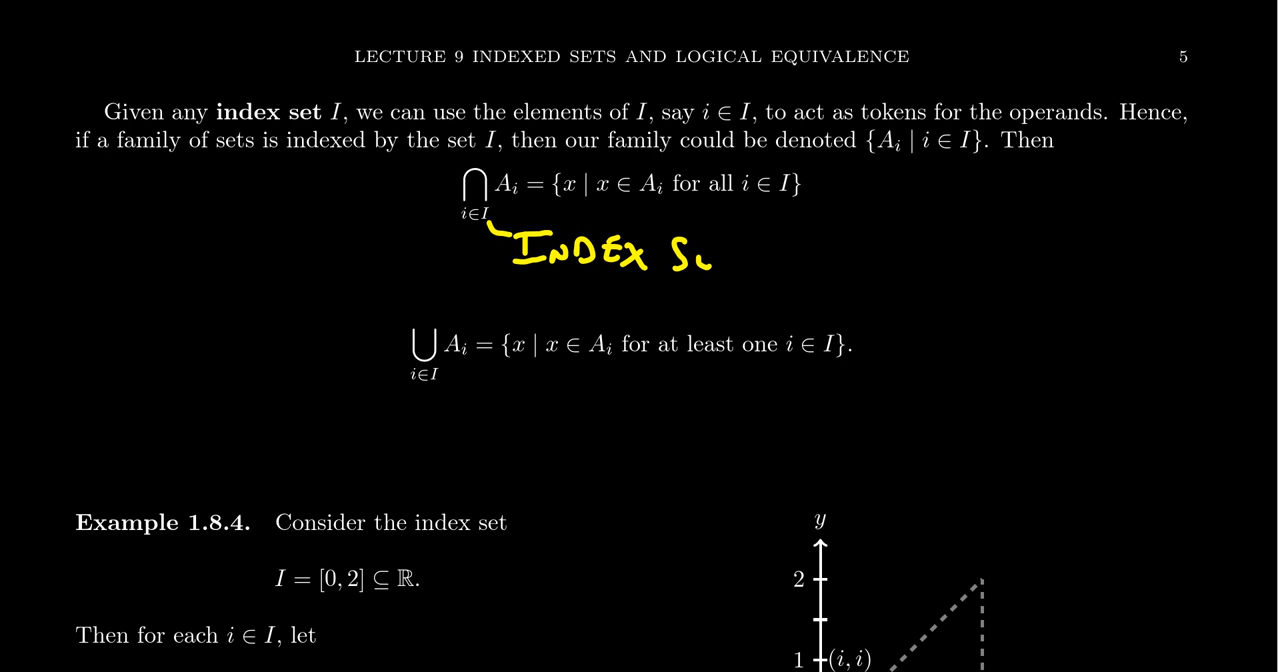 LECTURE 9 INDEXED SETS AND LOGICAL EQUIVALENCE 5
Given any index set I, we can use the elements of I, say i ∈ I, to act as tokens for the operands. Hence,
if a family of sets is indexed by the set I, then our family could be denoted {A_i | i ∈ I}. Then
⋂_{i∈I} A_i = {x | x ∈ A_i for all i ∈ I}
INDEX
⋃_{i∈I} A_i = {x | x ∈ A_i for at least one i ∈ I}.
Example 1.8.4. Consider the index set
y
I = [0, 2] ⊆ ℝ.
2
Then for each i ∈ I, let
1 (i, i)